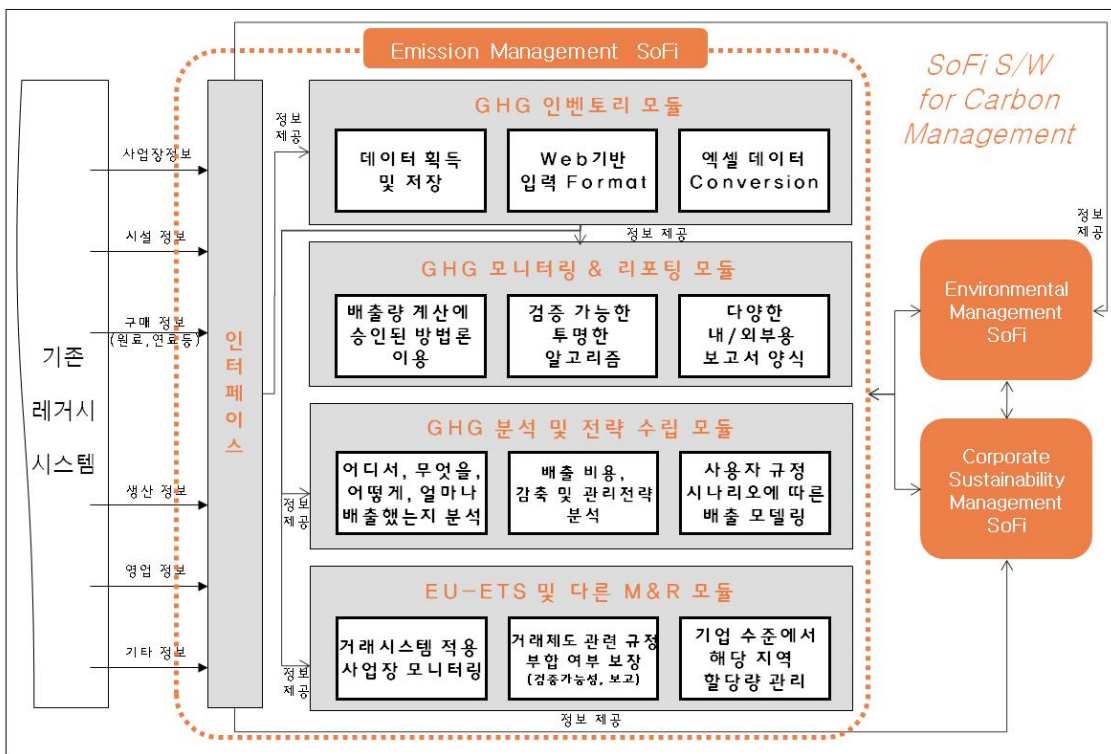 Emission Management SoFi
SoFi S/W
for Carbon
Management
기존
레거시
시스템
사업장정보
시설 정보
구매 정보
(원료,연료등)
생산 정보
영업 정보
기타 정보
인터페이스
정보
제공
GHG 인벤토리 모듈
데이터 획득
및 저장
Web기반
입력 Format
엑셀 데이터
Conversion
정보 제공
GHG 모니터링 & 리포팅 모듈
배출량 계산에
승인된 방법론
이용
검증 가능한
투명한
알고리즘
다양한
내/외부용
보고서 양식
GHG 분석 및 전략 수립 모듈
어디서, 무엇을,
어떻게, 얼마나
배출했는지 분석
배출 비용,
감축 및 관리전략
분석
사용자 규정
시나리오에 따른
배출 모델링
정보
제공
EU-ETS 및 다른 M&R 모듈
거래시스템 적용
사업장 모니터링
거래제도 관련 규정
부합 여부 보장
(검증가능성, 보고)
기업 수준에서
해당 지역
할당량 관리
정보
제공
정보 제공
정보
제공
Environmental
Management
SoFi
Corporate
Sustainability
Management
SoFi